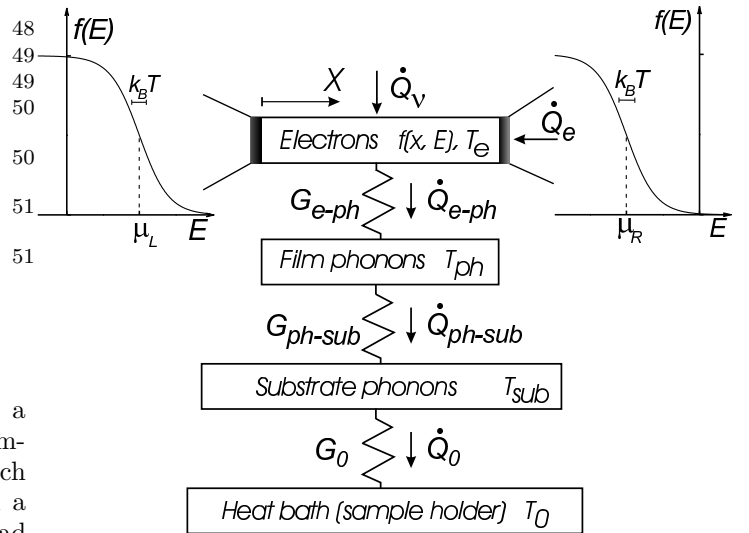 48
49
49
50
50
51
51
a
m-
ch
a
ad
f(E)
k_BT
μ_L
E
X
Q̇_ν
Electrons f(x, E), T_e
Q̇_e
G_e-ph
Q̇_e-ph
Film phonons T_ph
G_ph-sub
Q̇_ph-sub
Substrate phonons T_sub
G_0
Q̇_0
Heat bath (sample holder) T_0
f(E)
k_BT
μ_R
E